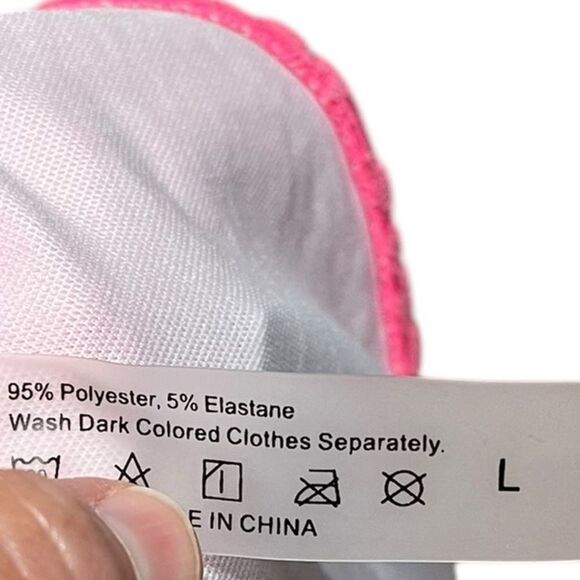 95% Polyester, 5% Elastane
Wash Dark Colored Clothes Separately.
L
E IN CHINA